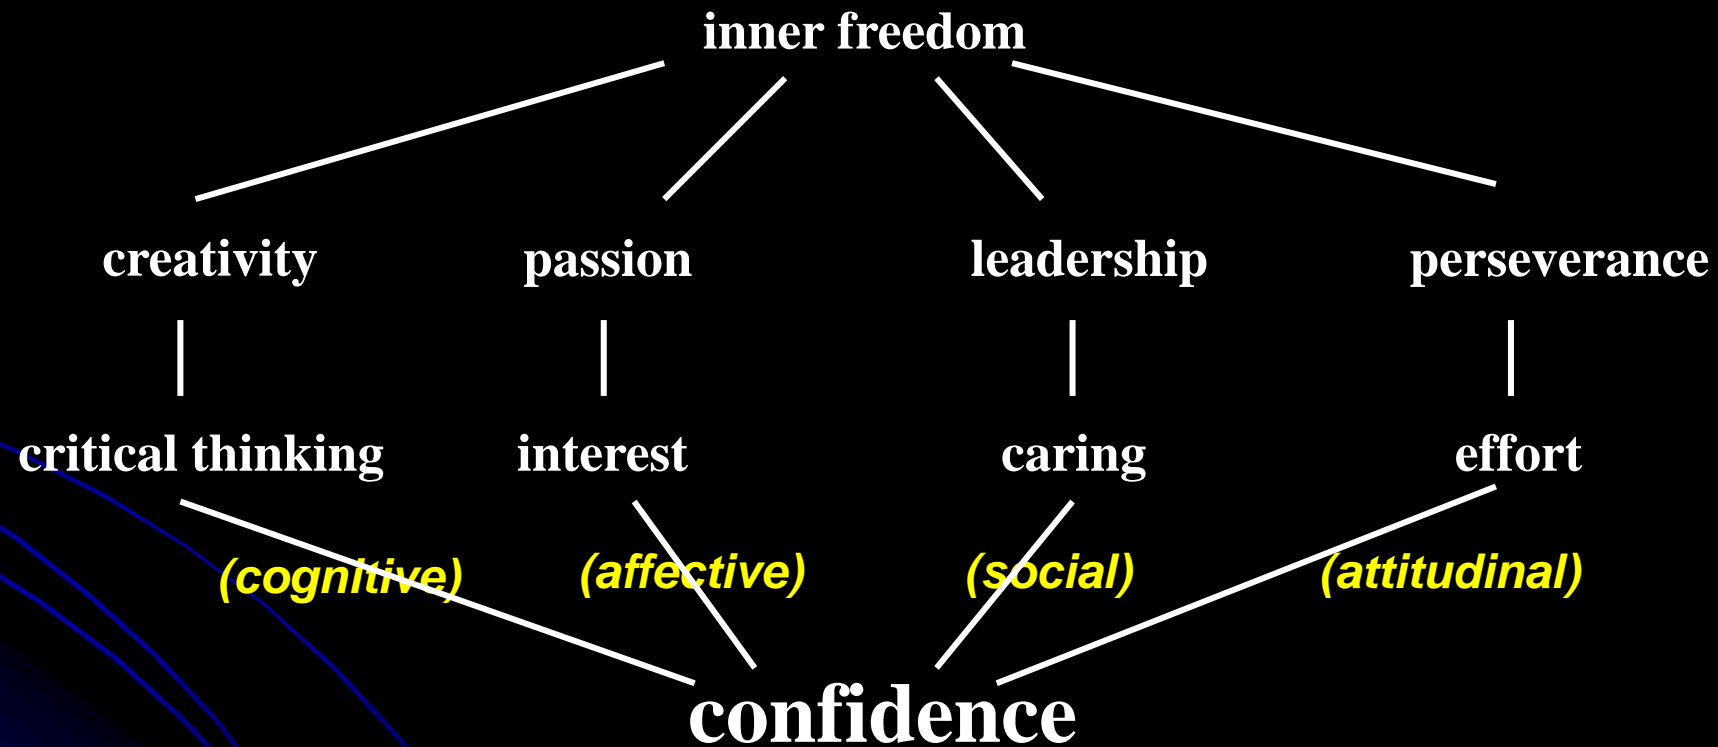 inner freedom
creativity passion leadership perseverance
critical thinking interest caring effort
(cognitive) (affective) (social) (attitudinal)
confidence